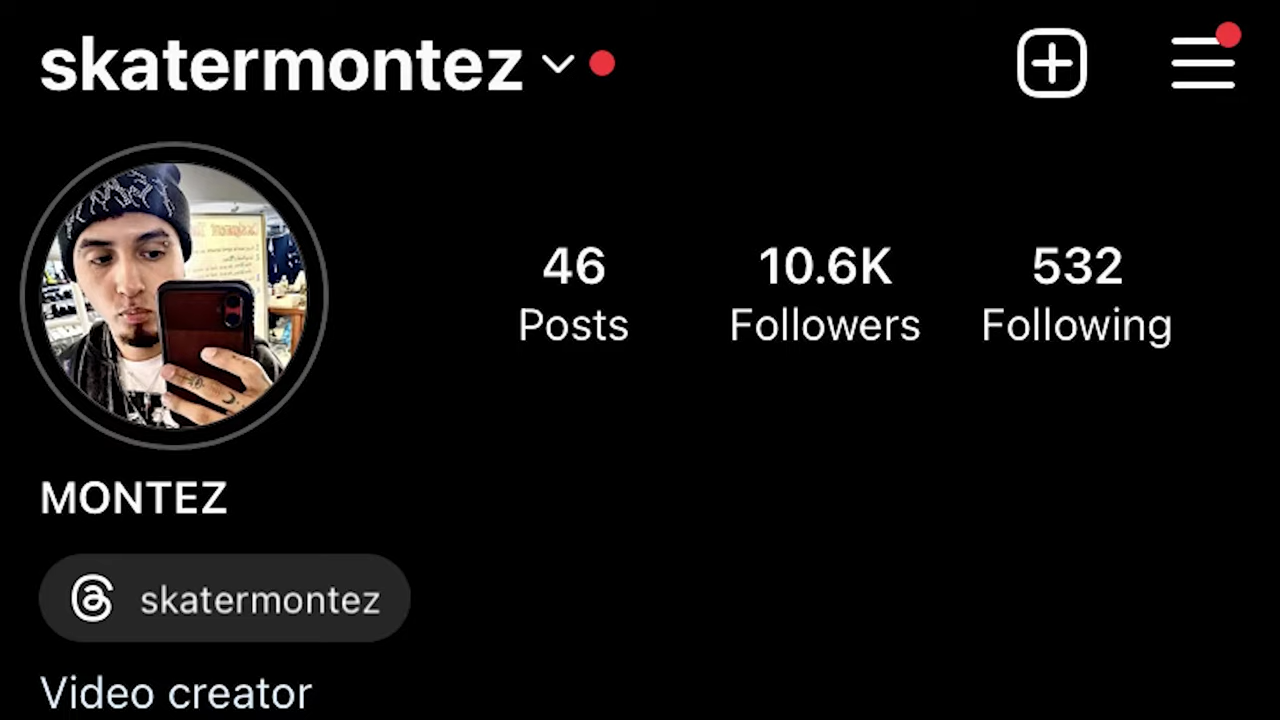 skatermontez
46 10.6K 532
Posts Followers Following
MONTEZ
skatermontez
Video creator